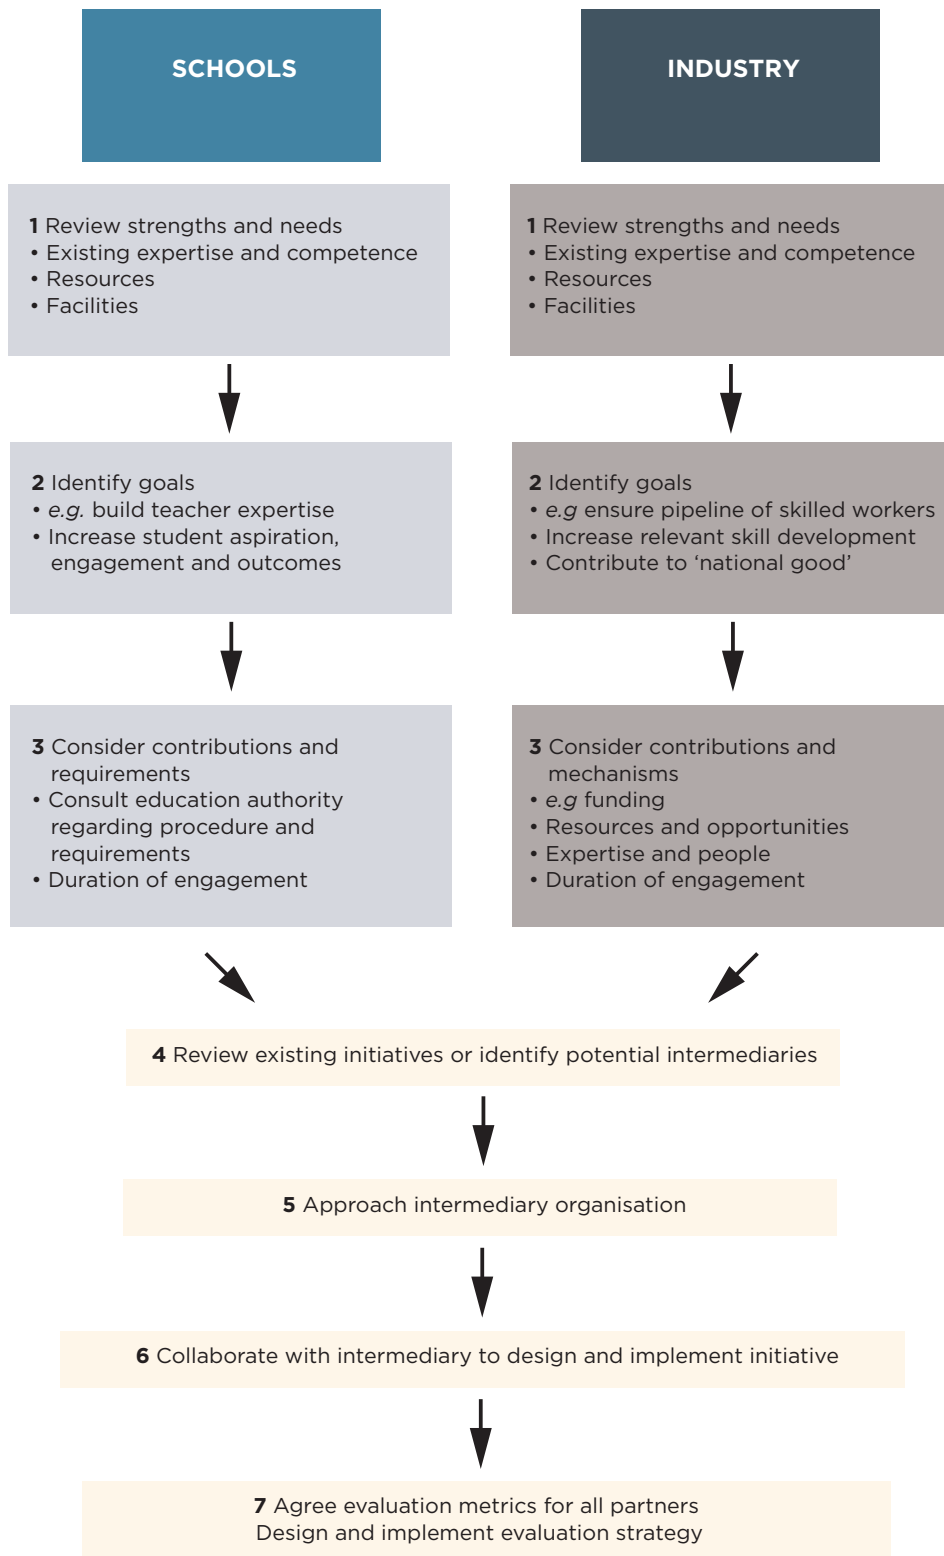 SCHOOLS
1 Review strengths and needs
• Existing expertise and competence
• Resources
• Facilities
2 Identify goals
• e.g. build teacher expertise
• Increase student aspiration,
engagement and outcomes
3 Consider contributions and
requirements
• Consult education authority
regarding procedure and
requirements
• Duration of engagement
INDUSTRY
1 Review strengths and needs
• Existing expertise and competence
• Resources
• Facilities
2 Identify goals
• e.g ensure pipeline of skilled workers
• Increase relevant skill development
• Contribute to ‘national good’
3 Consider contributions and
mechanisms
• e.g funding
• Resources and opportunities
• Expertise and people
• Duration of engagement
4 Review existing initiatives or identify potential intermediaries
5 Approach intermediary organisation
6 Collaborate with intermediary to design and implement initiative
7 Agree evaluation metrics for all partners
Design and implement evaluation strategy